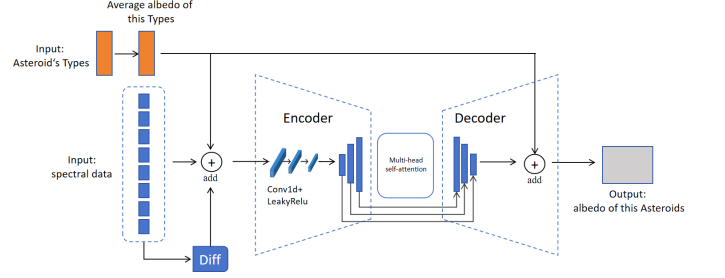 Average albedo of
this Types
Input:
Asteroid's Types
Encoder
Decoder
Input:
spectral data
+
add
Conv1d+
LeakyRelu
Multi-head
self-attention
+
add
Output:
albedo of this Asteroids
Diff